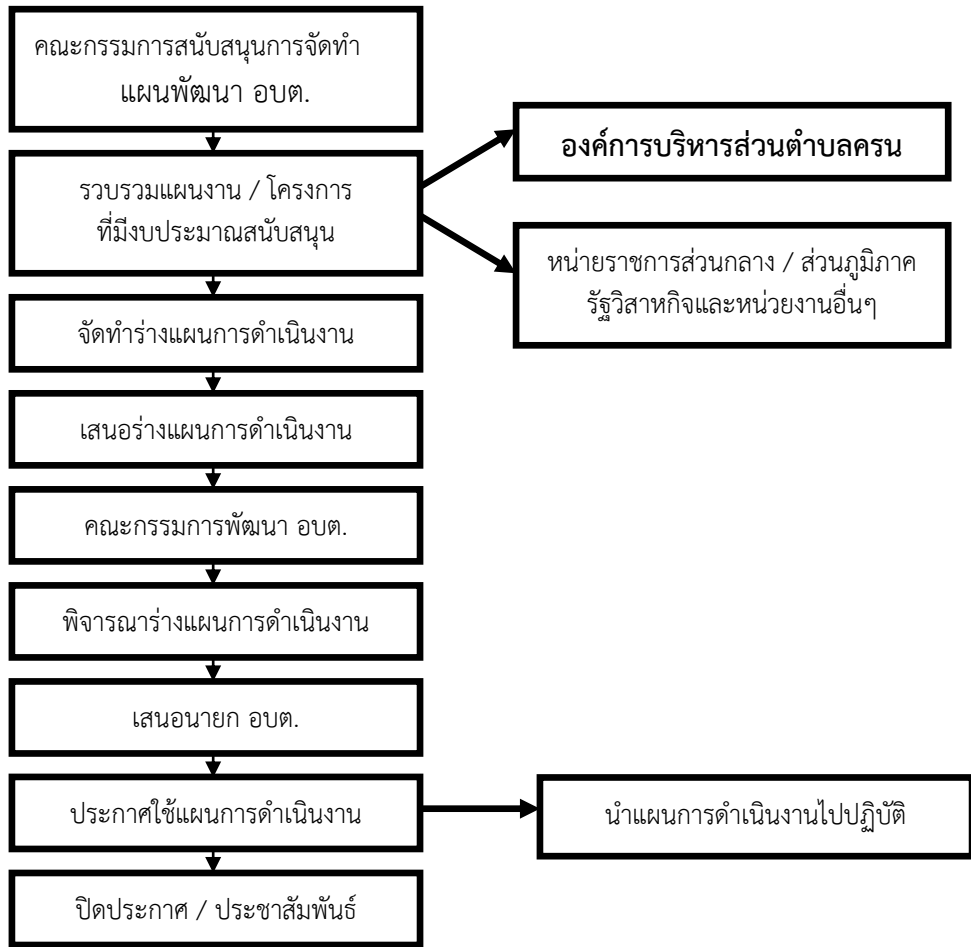 คณะกรรมการสนับสนุนการจัดทำ
แผนพัฒนา อบต.
องค์การบริหารส่วนตำบลครน
รวบรวมแผนงาน / โครงการ
ที่มีงบประมาณสนับสนุน
หน่ายราชการส่วนกลาง / ส่วนภูมิภาค
รัฐวิสาหกิจและหน่วยงานอื่นๆ
จัดทำร่างแผนการดำเนินงาน
เสนอร่างแผนการดำเนินงาน
คณะกรรมการพัฒนา อบต.
พิจารณาร่างแผนการดำเนินงาน
เสนอนายก อบต.
ประกาศใช้แผนการดำเนินงาน
นำแผนการดำเนินงานไปปฏิบัติ
ปิดประกาศ / ประชาสัมพันธ์